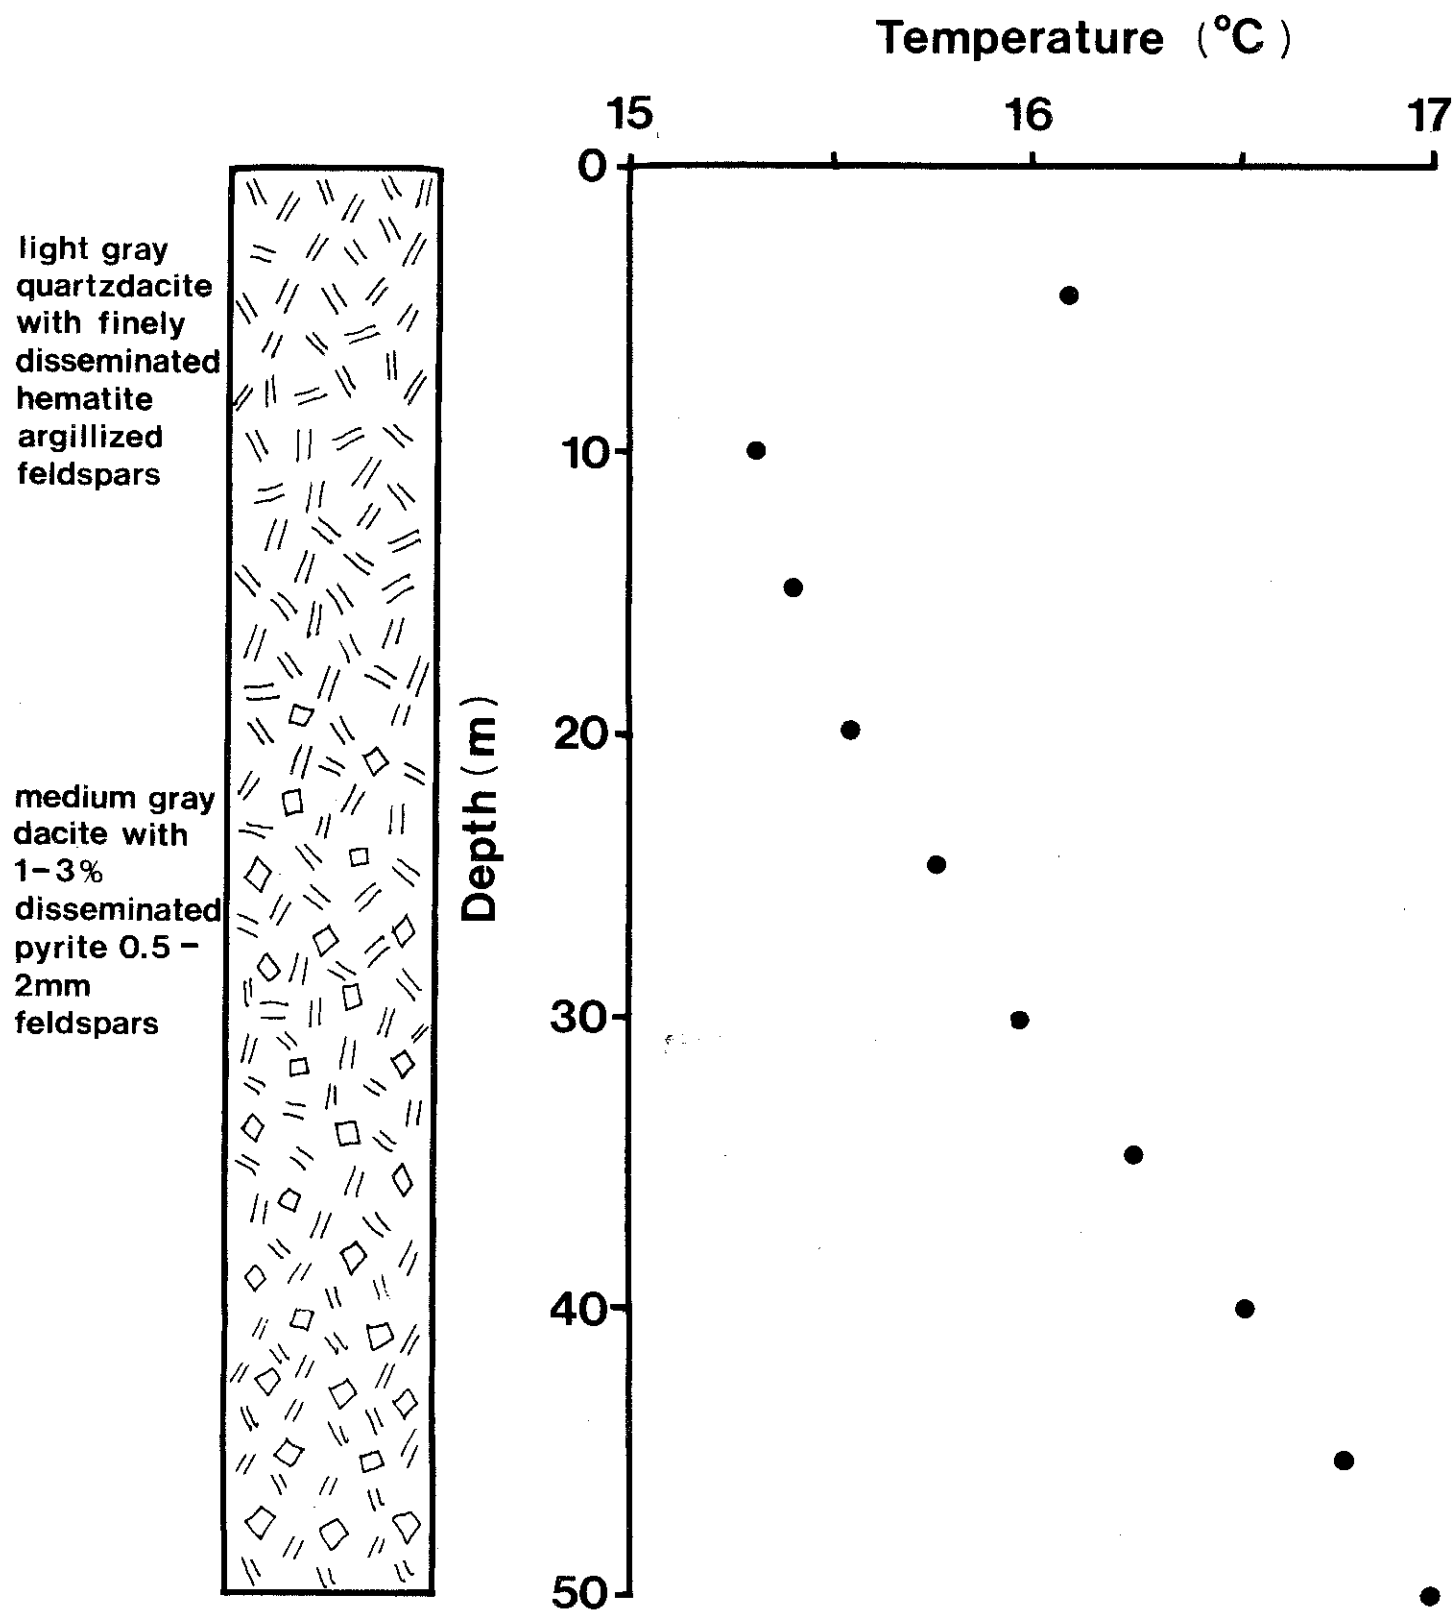 Temperature (°C)
15 16 17
0
light gray
quartzdacite
with finely
disseminated
hematite
argillized
feldspars
10
20
Depth (m)
medium gray
dacite with
1-3%
disseminated
pyrite 0.5 -
2mm
feldspars
30
40
50